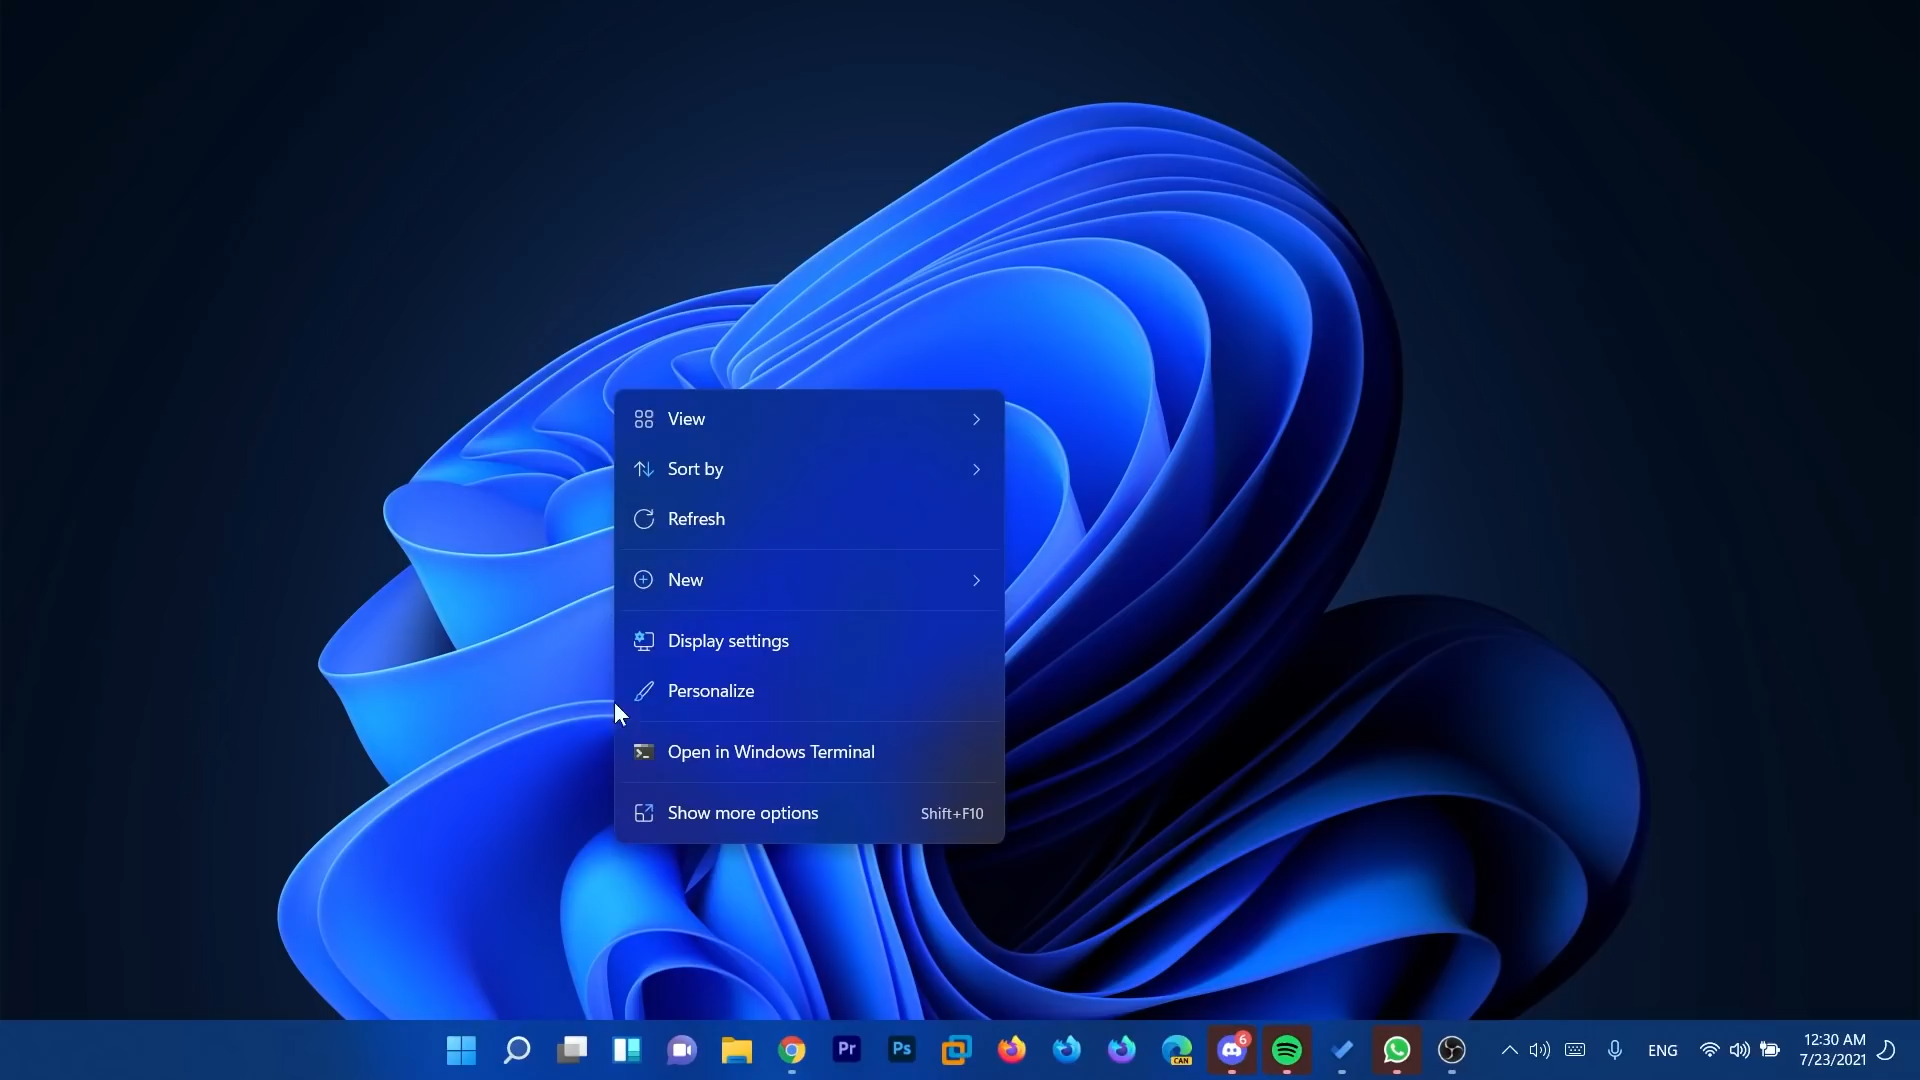 View
Sort by
Refresh
New
Display settings
Personalize
Open in Windows Terminal
Show more options Shift+F10
Pr
Ps
CAN
6
ENG
12:30 AM
7/23/2021